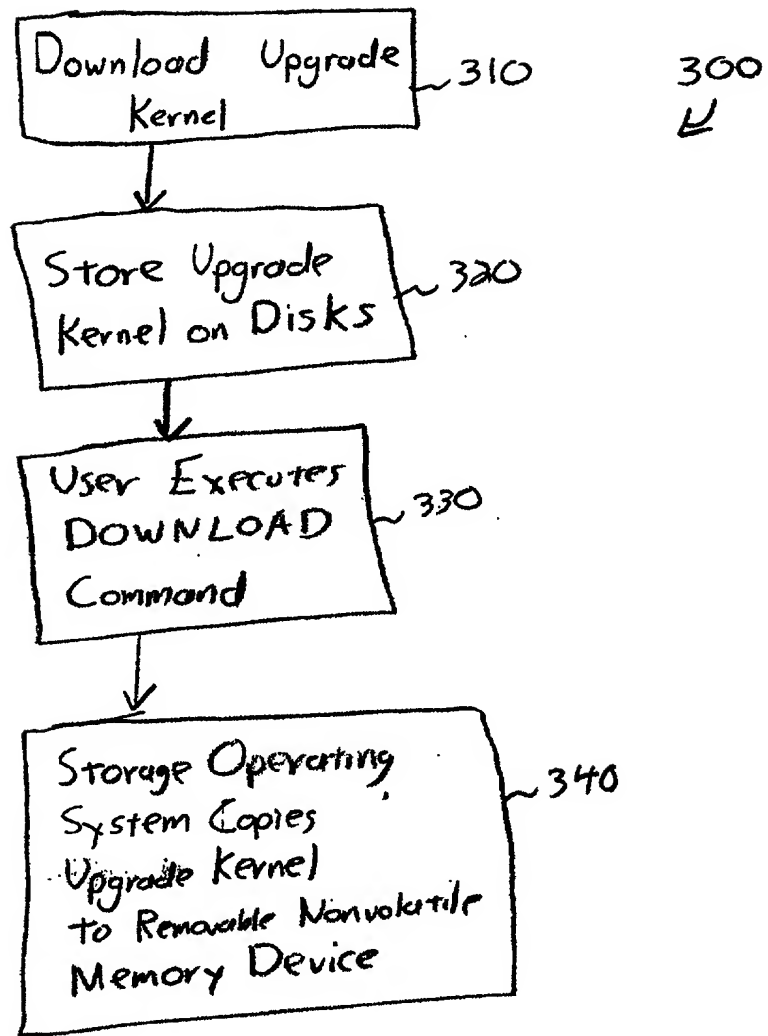 Download Upgrade
Kernel
310
300
Store Upgrade
Kernel on Disks
320
User Executes
DOWNLOAD
Command
330
Storage Operating
System Copies
Upgrade Kernel
to Removable Nonvolatile
Memory Device
340